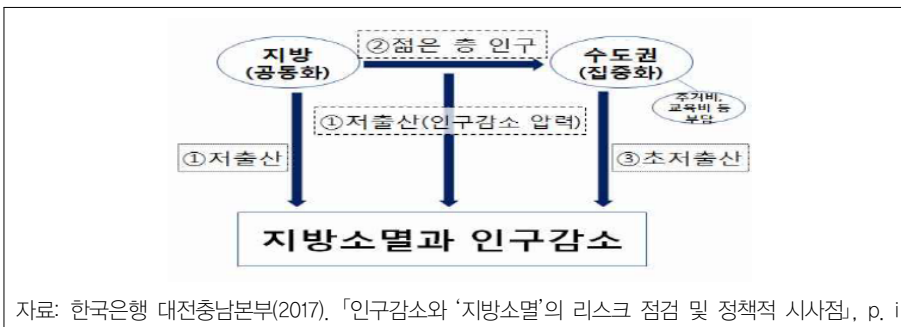 지방
(공동화)
②젊은 층 인구
수도권
(집중화)
주거비,
교육비 등
부담
①저출산(인구감소 압력)
①저출산
③초저출산
지방소멸과 인구감소
자료: 한국은행 대전충남본부(2017). 「인구감소와 ‘지방소멸’의 리스크 점검 및 정책적 시사점」, p. i